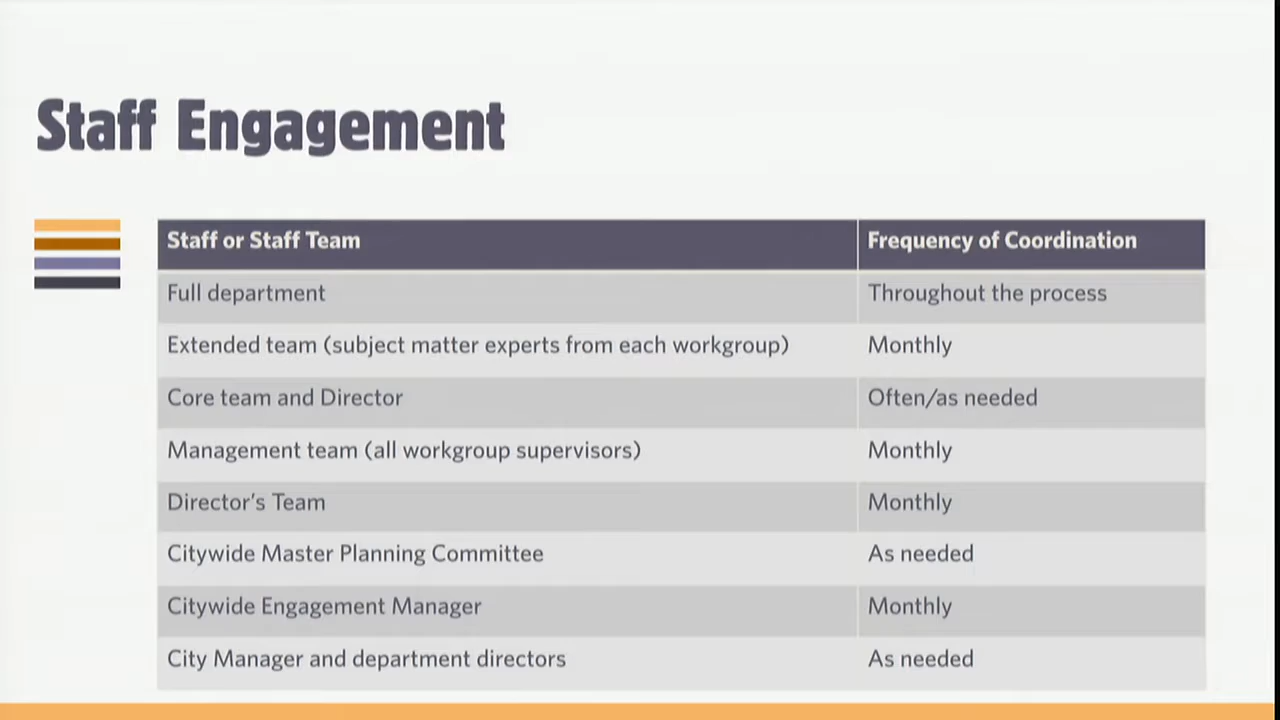 Staff Engagement
Staff or Staff Team Frequency of Coordination
Full department Throughout the process
Extended team (subject matter experts from each workgroup) Monthly
Core team and Director Often/as needed
Management team (all workgroup supervisors) Monthly
Director's Team Monthly
Citywide Master Planning Committee As needed
Citywide Engagement Manager Monthly
City Manager and department directors As needed